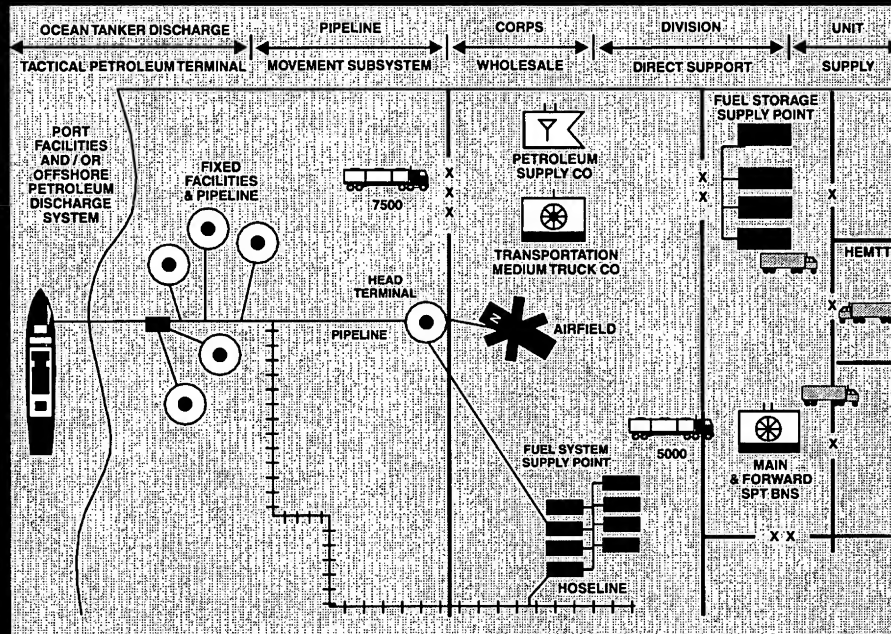 OCEAN TANKER DISCHARGE
PIPELINE
CORPS
DIVISION
UNIT
TACTICAL PETROLEUM TERMINAL
MOVEMENT SUBSYSTEM
WHOLESALE
DIRECT SUPPORT
SUPPLY
PORT
FACILITIES
AND / OR
OFFSHORE
PETROLEUM
DISCHARGE
SYSTEM
FIXED
FACILITIES
& PIPELINE
7500
X
X
X
PETROLEUM
SUPPLY CO
TRANSPORTATION
MEDIUM TRUCK CO
FUEL STORAGE
SUPPLY POINT
X
X
X
HEMTT
HEAD
TERMINAL
PIPELINE
N
AIRFIELD
X
5000
FUEL SYSTEM
SUPPLY POINT
HOSELINE
MAIN
& FORWARD
SPT BNS
X
X X